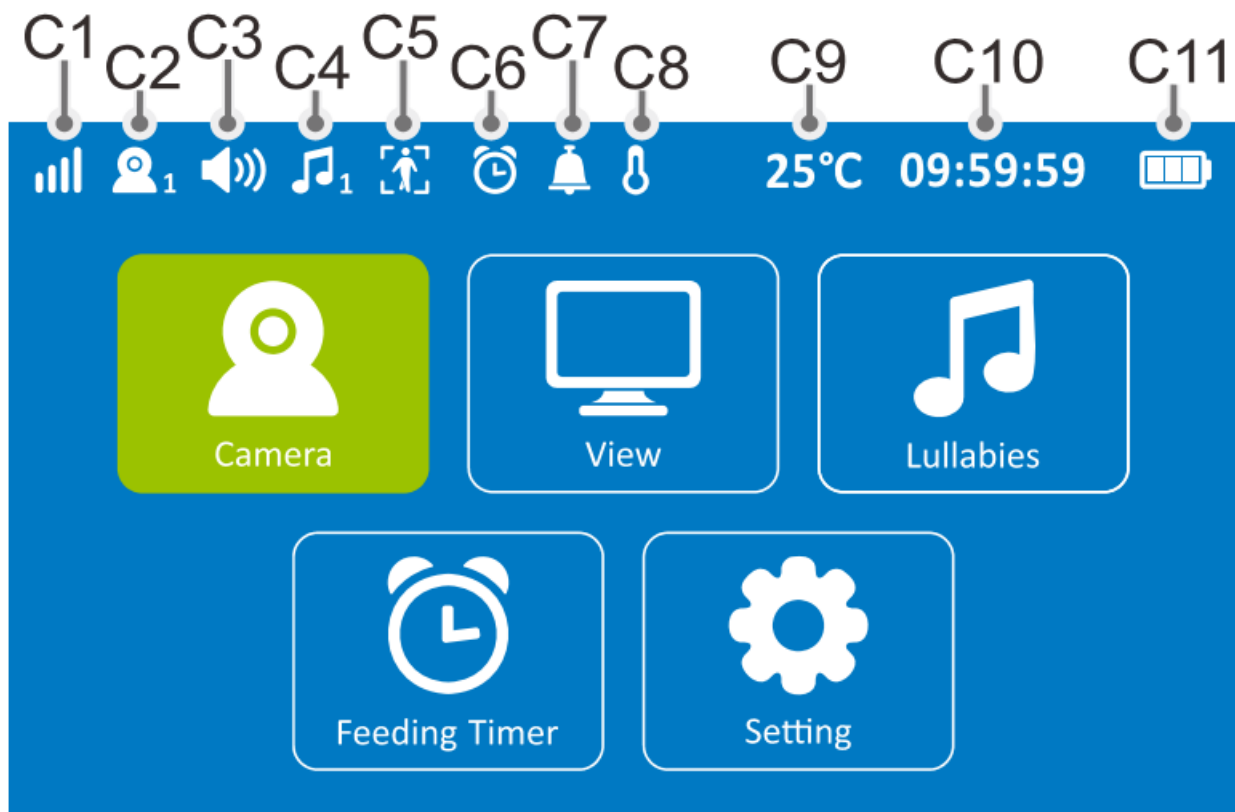 C1 C2 C3 C4 C5 C6 C7 C8 C9 C10 C11
1 1 25°C 09:59:59
Camera View Lullabies
Feeding Timer Setting